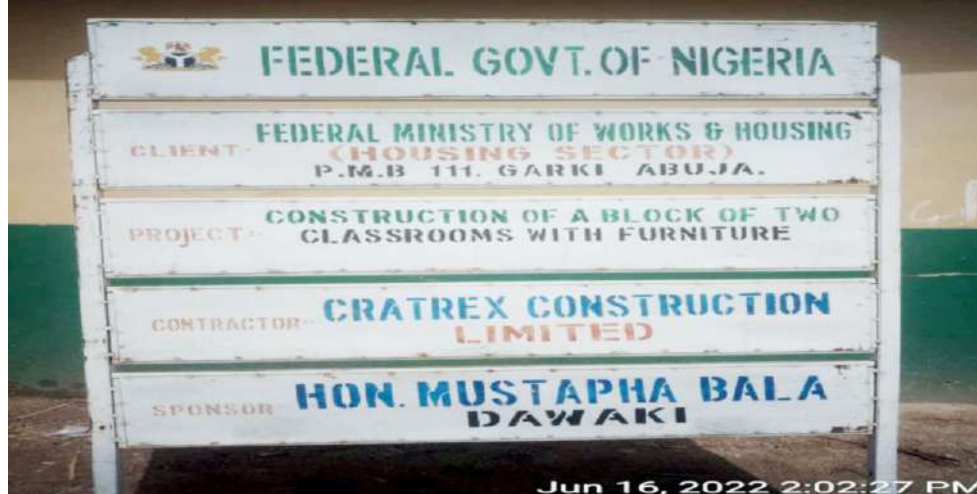 FEDERAL GOVT. OF NIGERIA
FEDERAL MINISTRY OF WORKS & HOUSING
CLIENT- (HOUSING SECTOR)
P.M.B 111. GARKI ABUJA.
CONSTRUCTION OF A BLOCK OF TWO
PROJECT:- CLASSROOMS WITH FURNITURE
CONTRACTOR- CRATREX CONSTRUCTION
LIMITED
SPONSOR HON. MUSTAPHA BALA
DAWAKI
Jun 16, 2022 2:02:27 PM